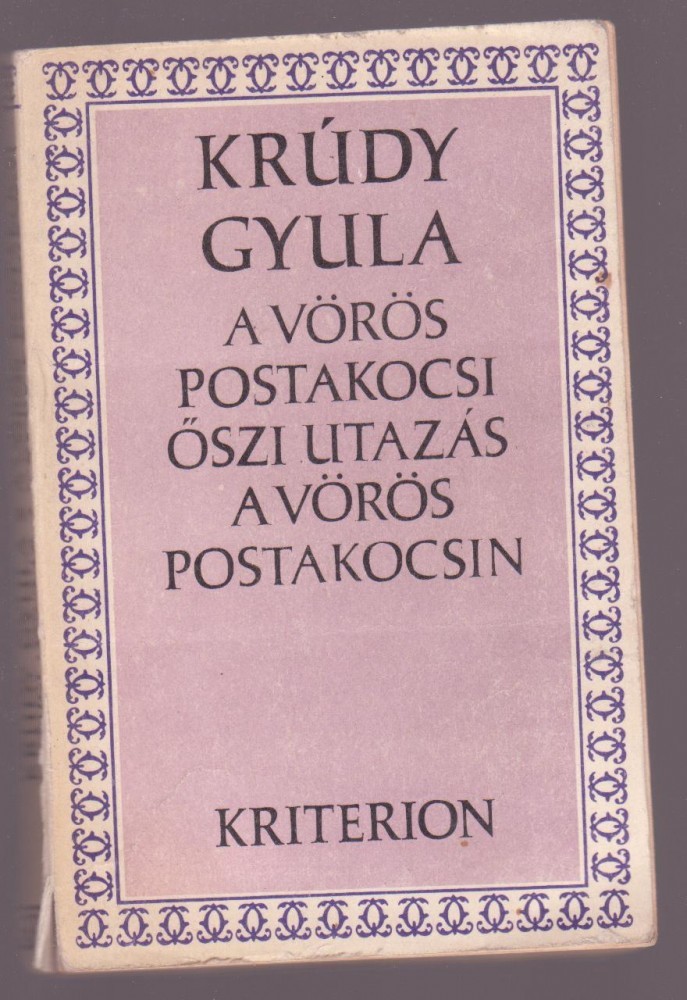 KRÚDY
GYULA
A VÖRÖS
POSTAKOCSI
ŐSZI UTAZÁS
A VÖRÖS
POSTAKOCSIN
KRITERION